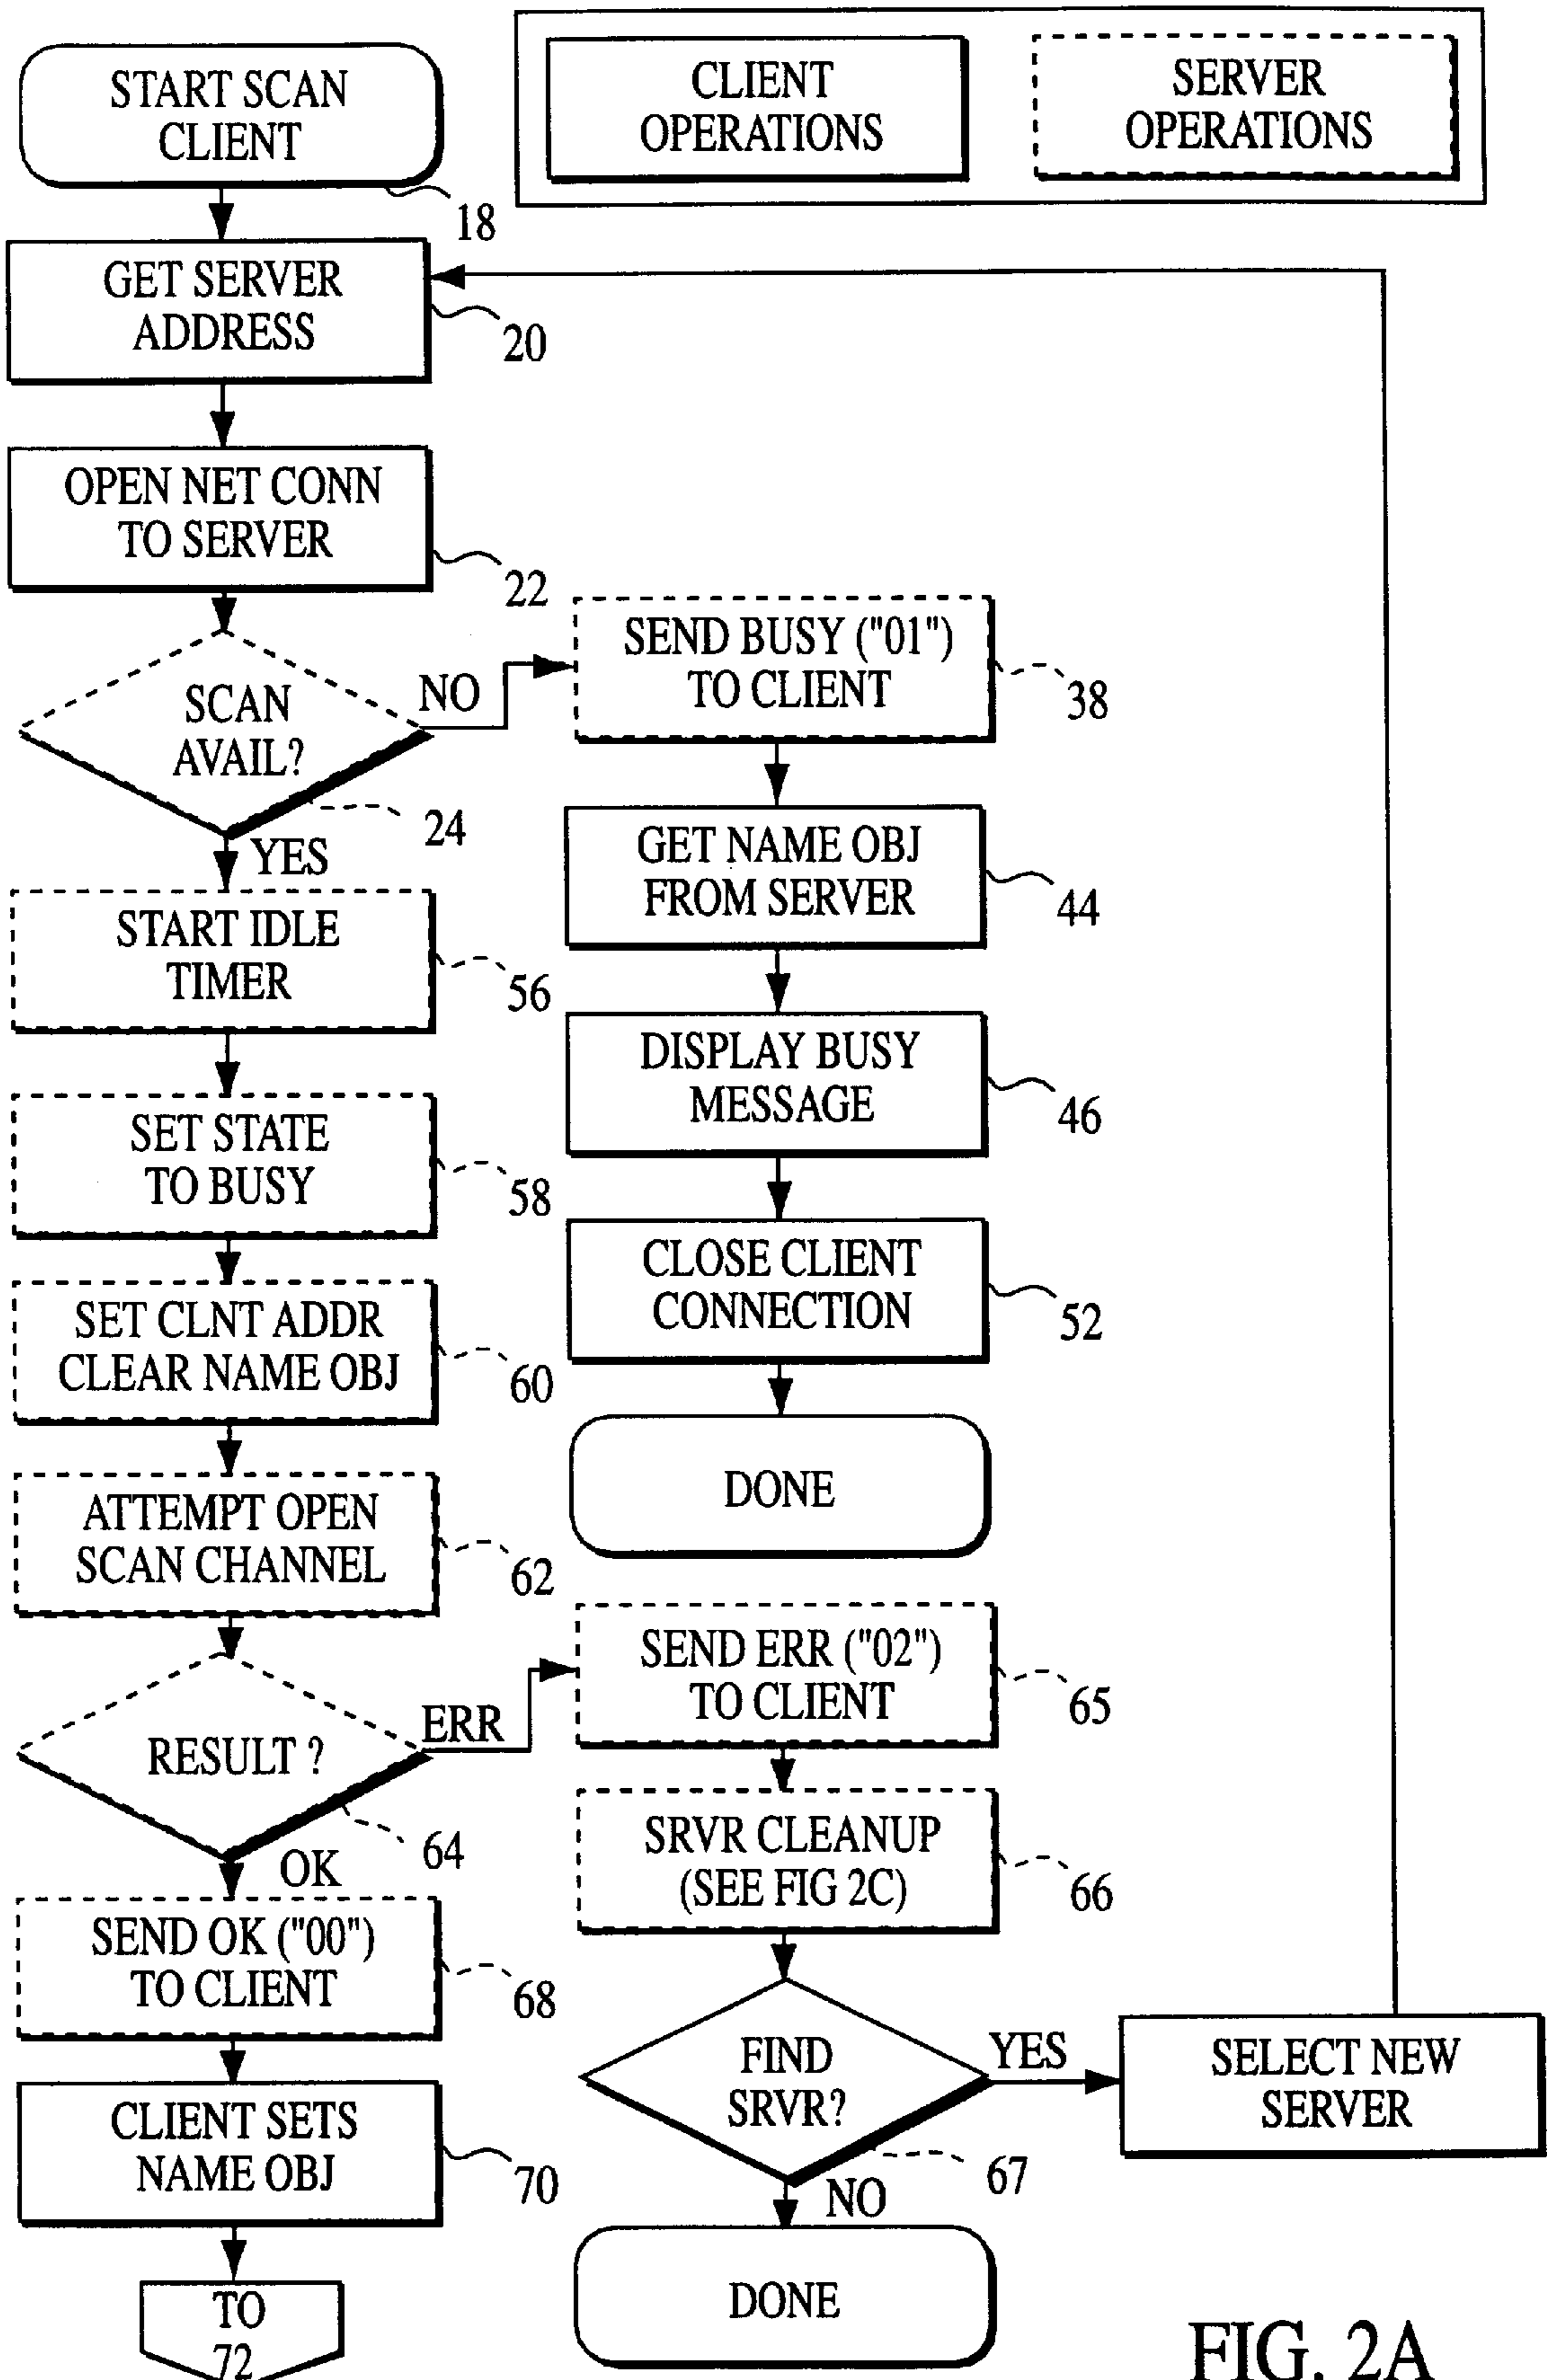 START SCAN
CLIENT
18
CLIENT
OPERATIONS
SERVER
OPERATIONS
GET SERVER
ADDRESS
20
OPEN NET CONN
TO SERVER
22
SCAN
AVAIL?
24
NO
YES
SEND BUSY ("01")
TO CLIENT
38
GET NAME OBJ
FROM SERVER
44
DISPLAY BUSY
MESSAGE
46
CLOSE CLIENT
CONNECTION
52
DONE
START IDLE
TIMER
56
SET STATE
TO BUSY
58
SET CLNT ADDR
CLEAR NAME OBJ
60
ATTEMPT OPEN
SCAN CHANNEL
62
RESULT ?
64
ERR
OK
SEND ERR ("02")
TO CLIENT
65
SRVR CLEANUP
(SEE FIG 2C)
66
FIND
SRVR?
67
YES
NO
SELECT NEW
SERVER
DONE
SEND OK ("00")
TO CLIENT
68
CLIENT SETS
NAME OBJ
70
TO
72
FIG. 2A